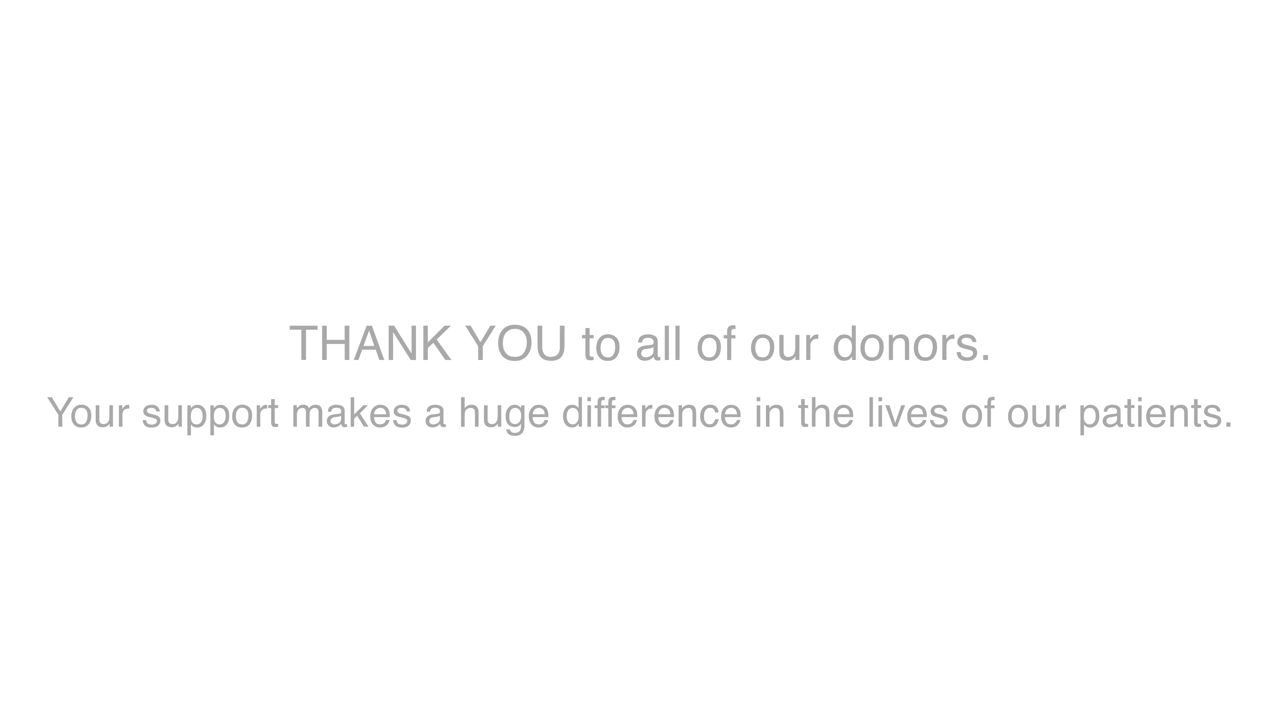 THANK YOU to all of our donors.
Your support makes a huge difference in the lives of our patients.